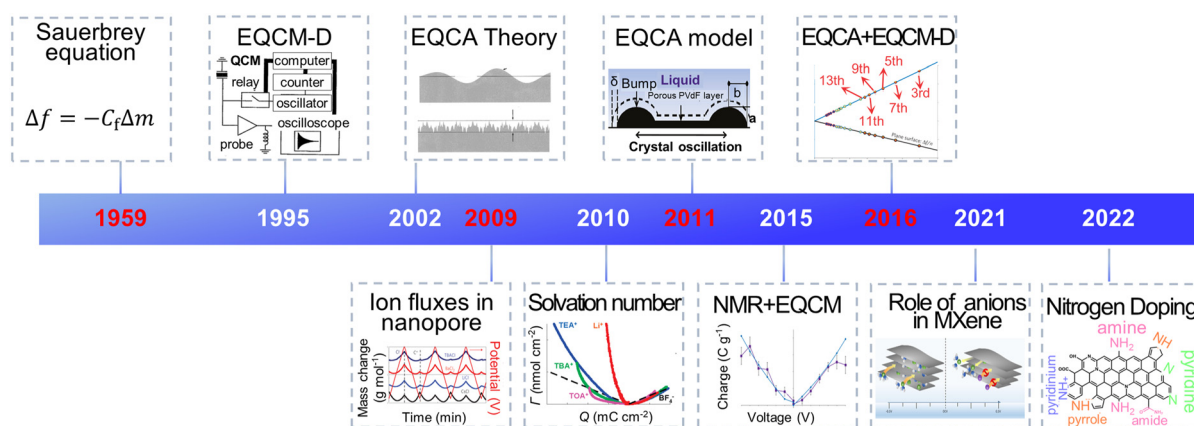 Sauerbrey
equation
Δf = −C_fΔm
EQCM-D
QCM
computer
relay
counter
oscillator
oscilloscope
probe
EQCA Theory
EQCA model
δ
Bump
Liquid
b
Porous PVdF layer
a
Crystal oscillation
EQCA+EQCM-D
13th
9th
5th
3rd
11th
7th
1959
1995
2002
2009
2010
2011
2015
2016
2021
2022
Ion fluxes in
nanopore
Mass change
(g mol⁻¹)
Potential
(V)
Time (min)
Solvation number
TEA⁺
Li⁺
TBA⁺
TOA⁺
BF₄
Γ (nmol cm⁻²)
Q (mC cm⁻²)
NMR+EQCM
Charge (C g⁻¹)
Voltage (V)
Role of anions
in MXene
Nitrogen Doping
amine
NH₂
NH
pyridinium
NH⁺
N
pyridine
N
NH
NH₂
pyrrole
amide